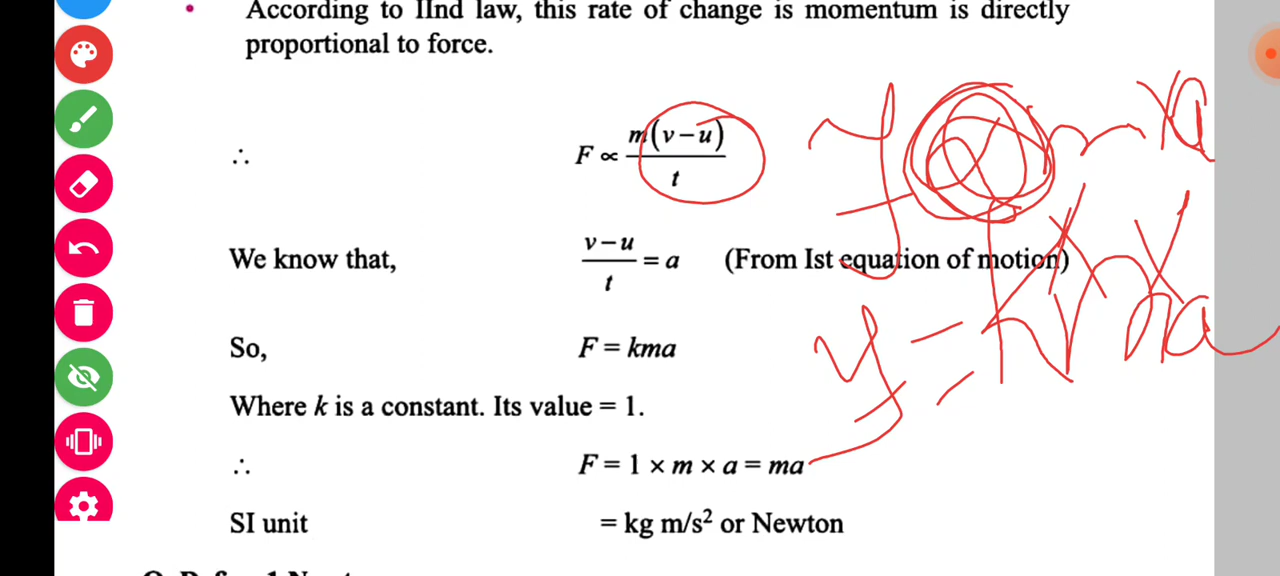 • According to IInd law, this rate of change is momentum is directly
proportional to force.
∴ F ∝ m(v−u)/t
We know that, v−u/t = a (From Ist equation of motion)
So, F = kma
Where k is a constant. Its value = 1.
∴ F = 1 × m × a = ma
SI unit = kg m/s² or Newton